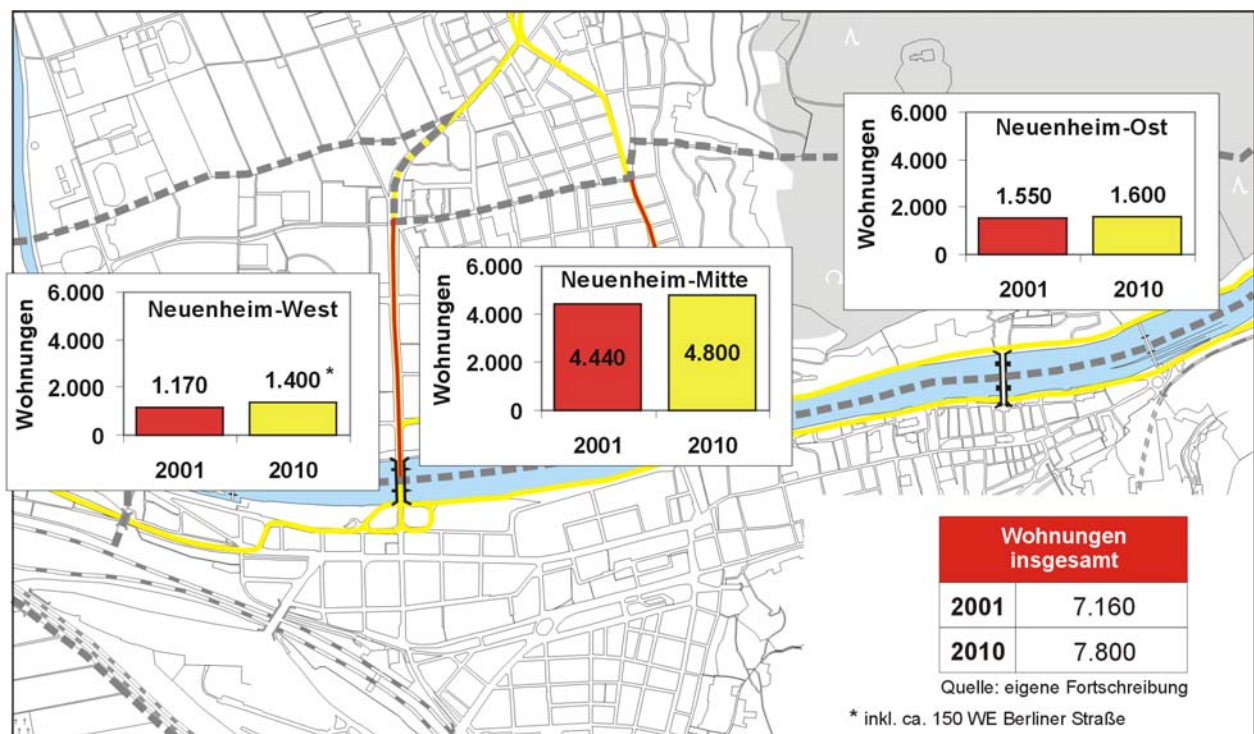 6.000
4.000
2.000
0
Wohnungen
Neuenheim-Ost
1.550
1.600
2001
2010
6.000
4.000
2.000
0
Wohnungen
Neuenheim-Mitte
4.440
4.800
2001
2010
6.000
4.000
2.000
0
Wohnungen
Neuenheim-West
1.170
1.400 *
2001
2010
Wohnungen
insgesamt
2001 7.160
2010 7.800
Quelle: eigene Fortschreibung
* inkl. ca. 150 WE Berliner Straße